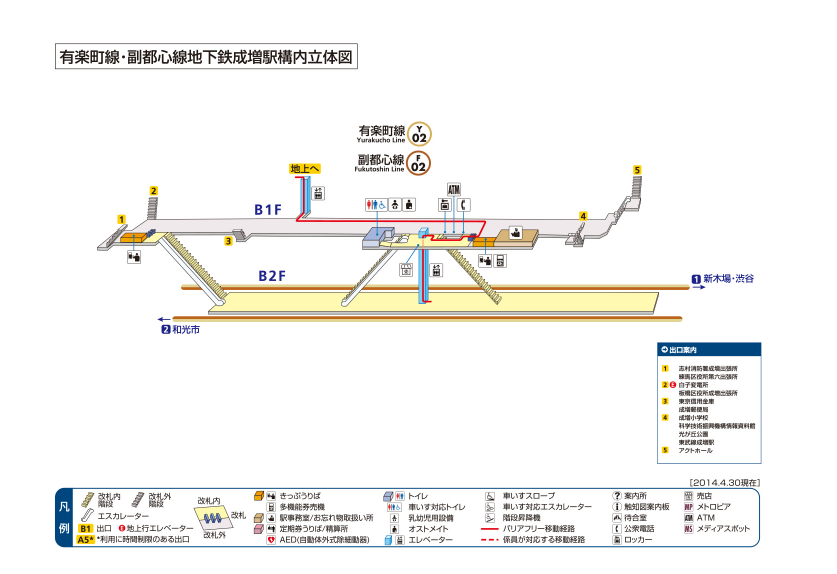 有楽町線・副都心線地下鉄成増駅構内立体図
有楽町線
Yurakucho Line
Y
02
副都心線
Fukutoshin Line
F
02
地上へ
ATM
5
2
B1F
1
4
3
B2F
1 新木場・渋谷
2 和光市
出口案内
1 志村消防署成増出張所
練馬区役所第六出張所
2 白子変電所
板橋区役所成増出張所
3 東京信用金庫
成増郵便局
4 成増小学校
科学技術振興機構情報資料館
光が丘公園
東武線成増駅
5 アクトホール
[2014.4.30現在]
凡例
改札内階段
改札外階段
エスカレーター
B1 出口
地上行エレベーター
A5* *利用に時間制限のある出口
改札内
改札
改札外
きっぷうりば
多機能券売機
駅事務室/お忘れ物取扱い所
定期券うりば/精算所
AED(自動体外式除細動器)
トイレ
車いす対応トイレ
乳幼児用設備
オストメイト
エレベーター
車いすスロープ
車いす対応エスカレーター
階段昇降機
バリアフリー移動経路
係員が対応する移動経路
? 案内所
触知図案内板
待合室
公衆電話
ロッカー
売店
MP メトロピア
ATM ATM
MS メディアスポット